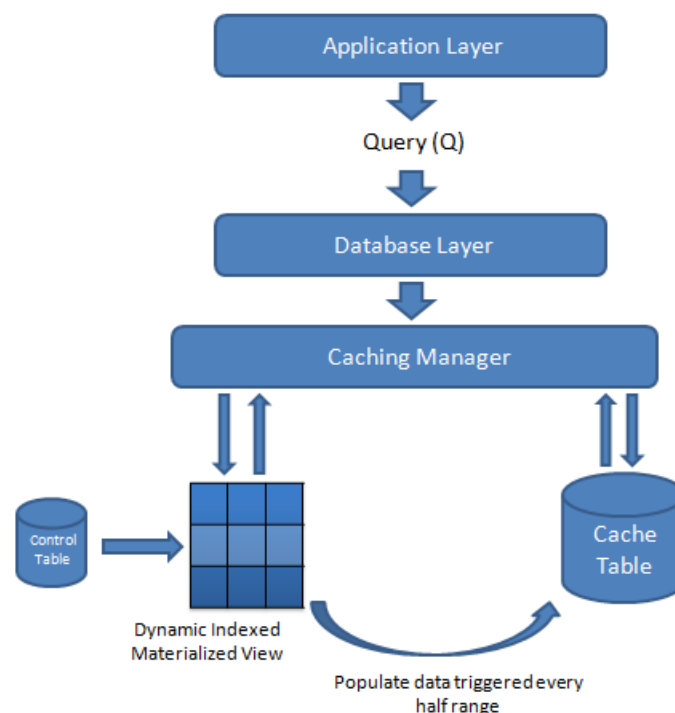 Application Layer
Query (Q)
Database Layer
Caching Manager
Control
Table
Cache
Table
Dynamic Indexed
Materialized View
Populate data triggered every
half range